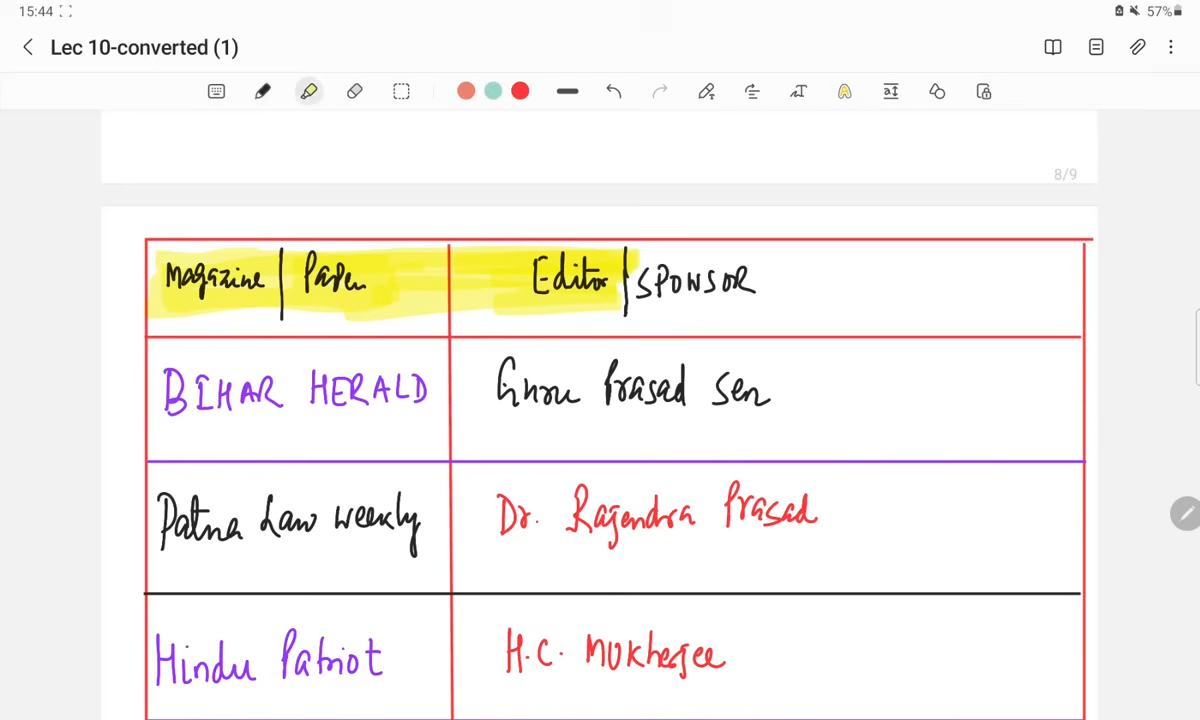 15:44
57%
Lec 10-converted (1)
8/9
Magazine | Paper Editor | SPONSOR
BIHAR HERALD Guru Prasad Sen
Patna Law weekly Dr. Rajendra Prasad
Hindu Patriot H.C. Mukherjee